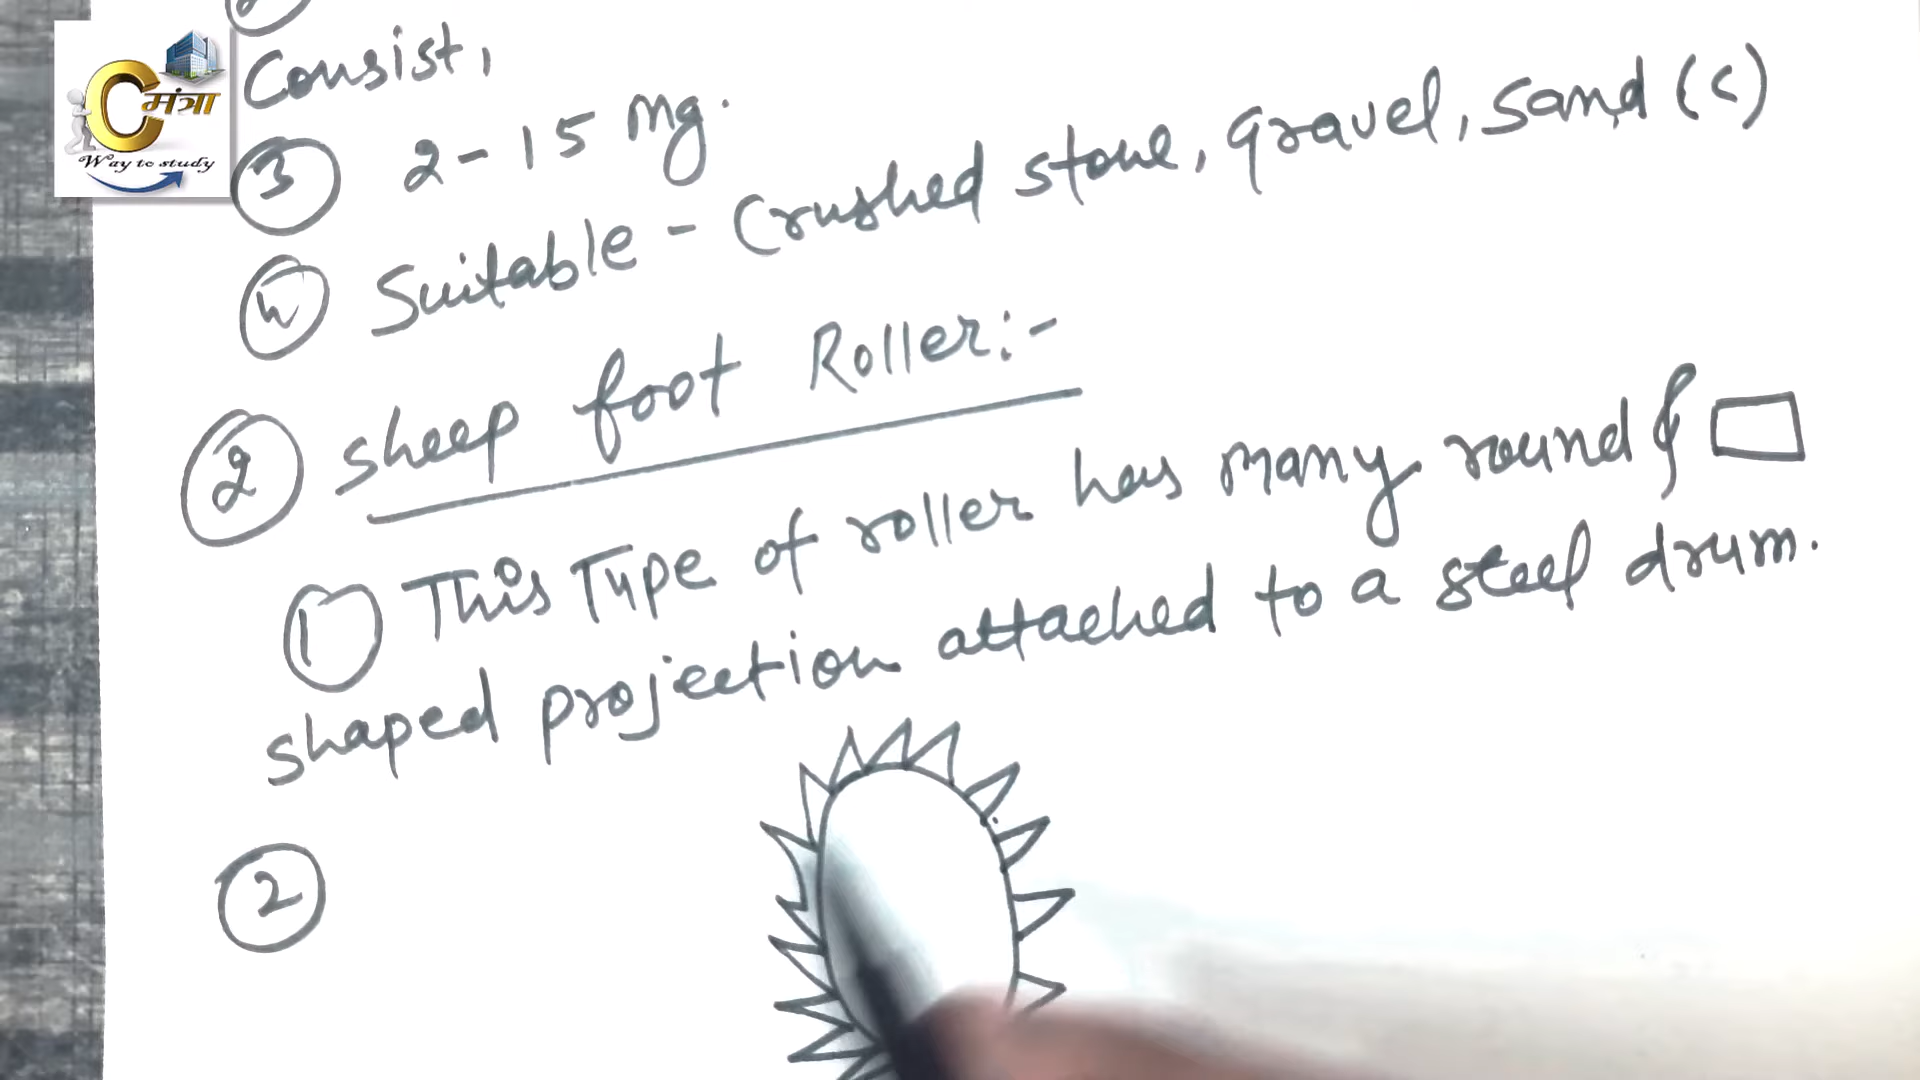 C मंत्रा
Way to study
Consist,
③ 2-15 mg.
④ Suitable - Crushed stone, gravel, sand (c)
② sheep foot Roller:-
① This Type of roller has many round & ▭
shaped projection attached to a steel drum.
②